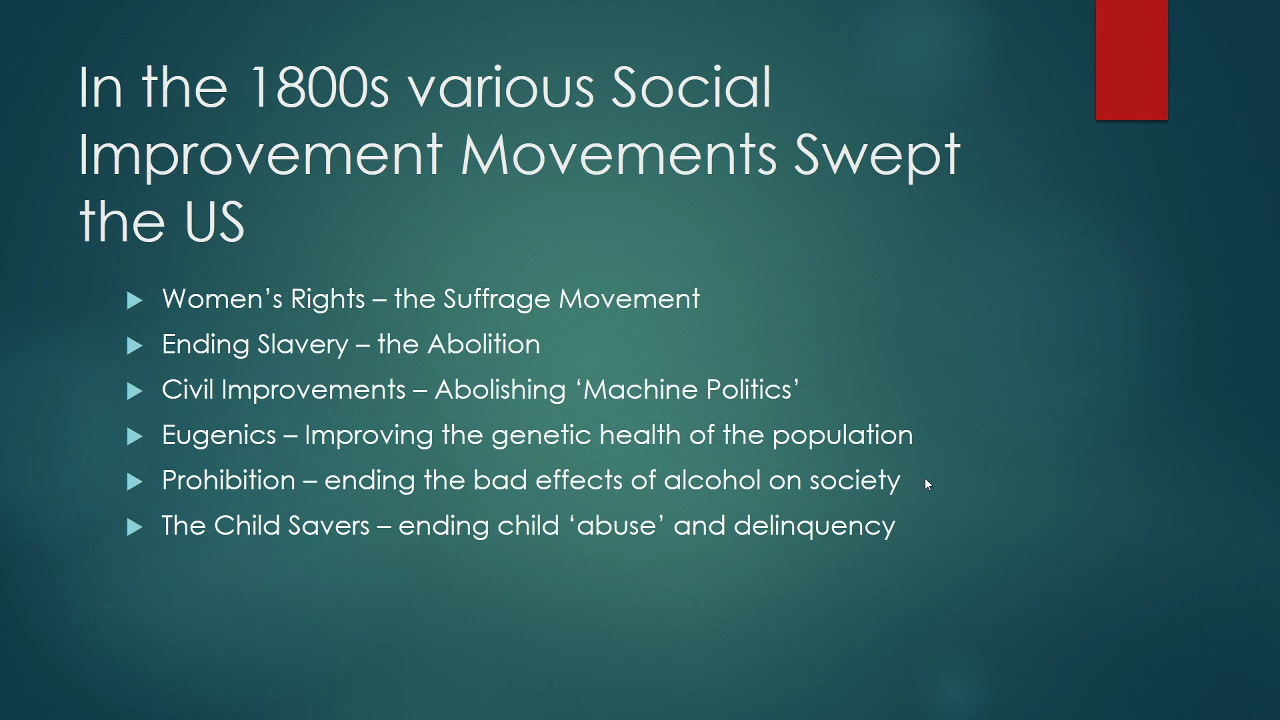 In the 1800s various Social
Improvement Movements Swept
the US
Women’s Rights – the Suffrage Movement
Ending Slavery – the Abolition
Civil Improvements – Abolishing ‘Machine Politics’
Eugenics – Improving the genetic health of the population
Prohibition – ending the bad effects of alcohol on society
The Child Savers – ending child ‘abuse’ and delinquency